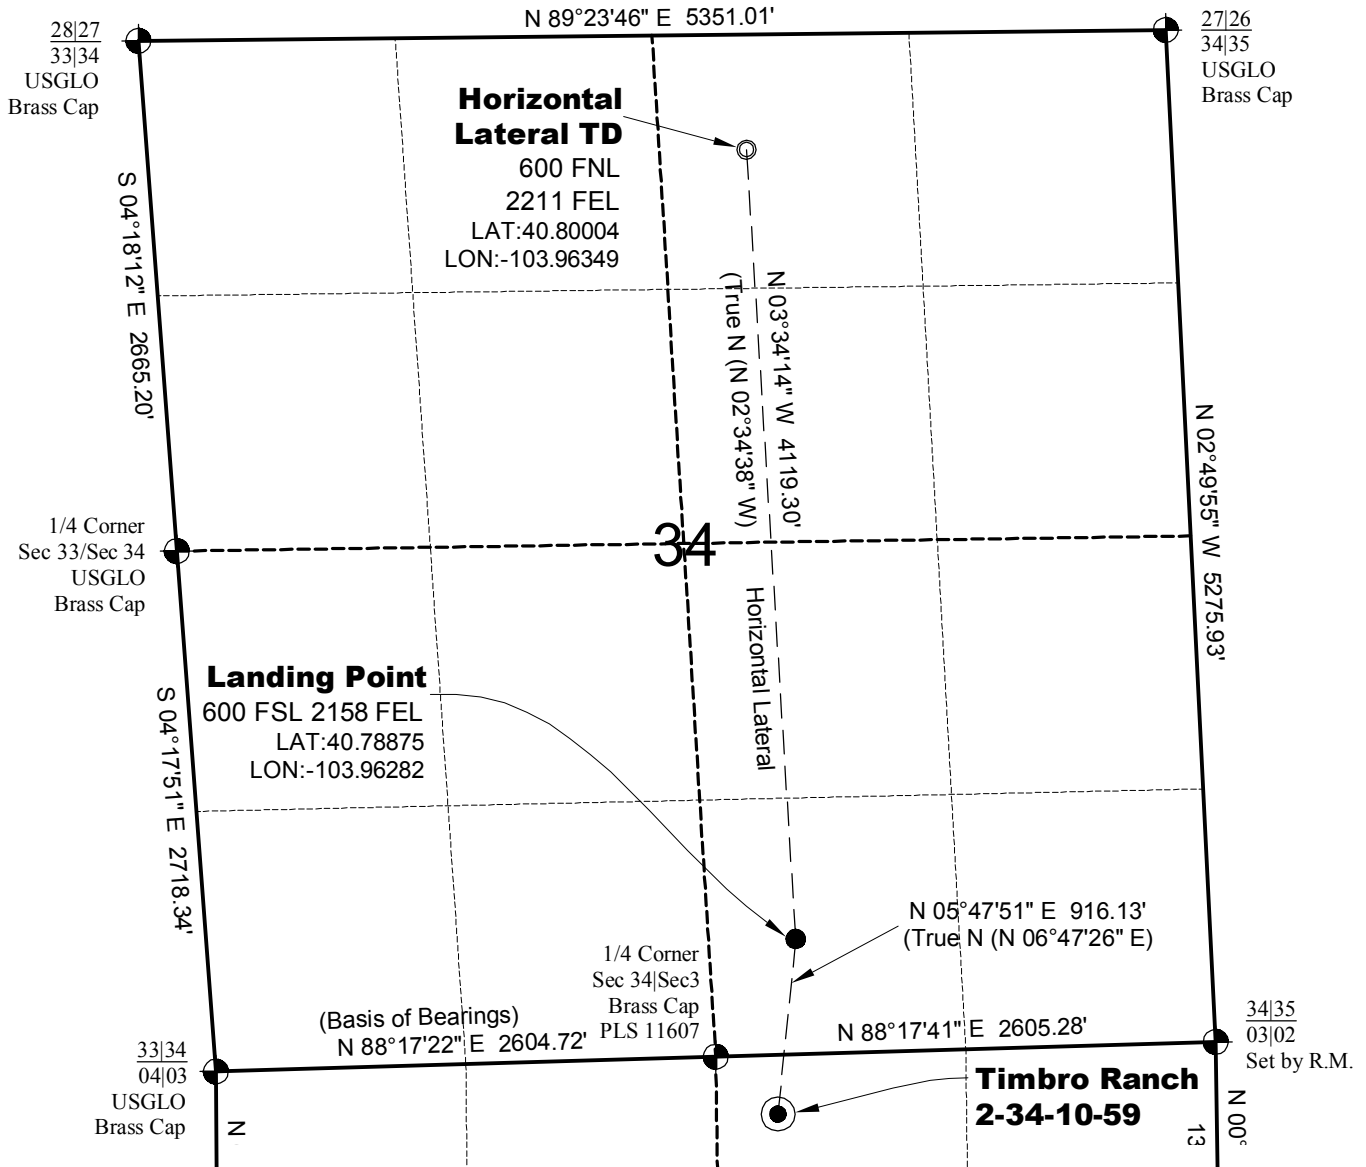 N 89°23'46" E 5351.01'
28|27
33|34
USGLO
Brass Cap
27|26
34|35
USGLO
Brass Cap
Horizontal
Lateral TD
600 FNL
2211 FEL
LAT:40.80004
LON:-103.96349
S 04°18'12" E 2665.20'
N 03°34'14" W 4119.30'
(True N (N 02°34'38" W)
N 02°49'55" W 5275.93'
34
1/4 Corner
Sec 33/Sec 34
USGLO
Brass Cap
Horizontal Lateral
Landing Point
600 FSL 2158 FEL
LAT:40.78875
LON:-103.96282
S 04°17'51" E 2718.34'
N 05°47'51" E 916.13'
(True N (N 06°47'26" E)
1/4 Corner
Sec 34|Sec3
Brass Cap
PLS 11607
(Basis of Bearings)
N 88°17'22" E 2604.72'
N 88°17'41" E 2605.28'
34|35
03|02
Set by R.M.
33|34
04|03
USGLO
Brass Cap
Timbro Ranch
2-34-10-59
N
N 00°
13